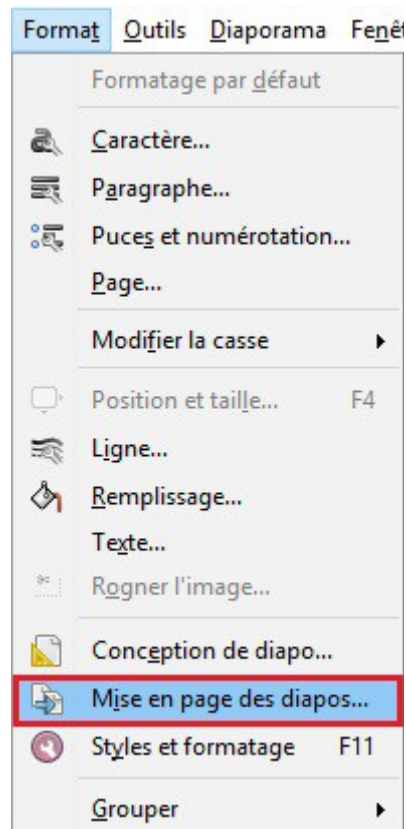 Format Outils Diaporama Fenêt
Formatage par défaut
Caractère...
Paragraphe...
Puces et numérotation...
Page...
Modifier la casse
Position et taille... F4
Ligne...
Remplissage...
Texte...
Rogner l'image...
Conception de diapo...
Mise en page des diapos...
Styles et formatage F11
Grouper